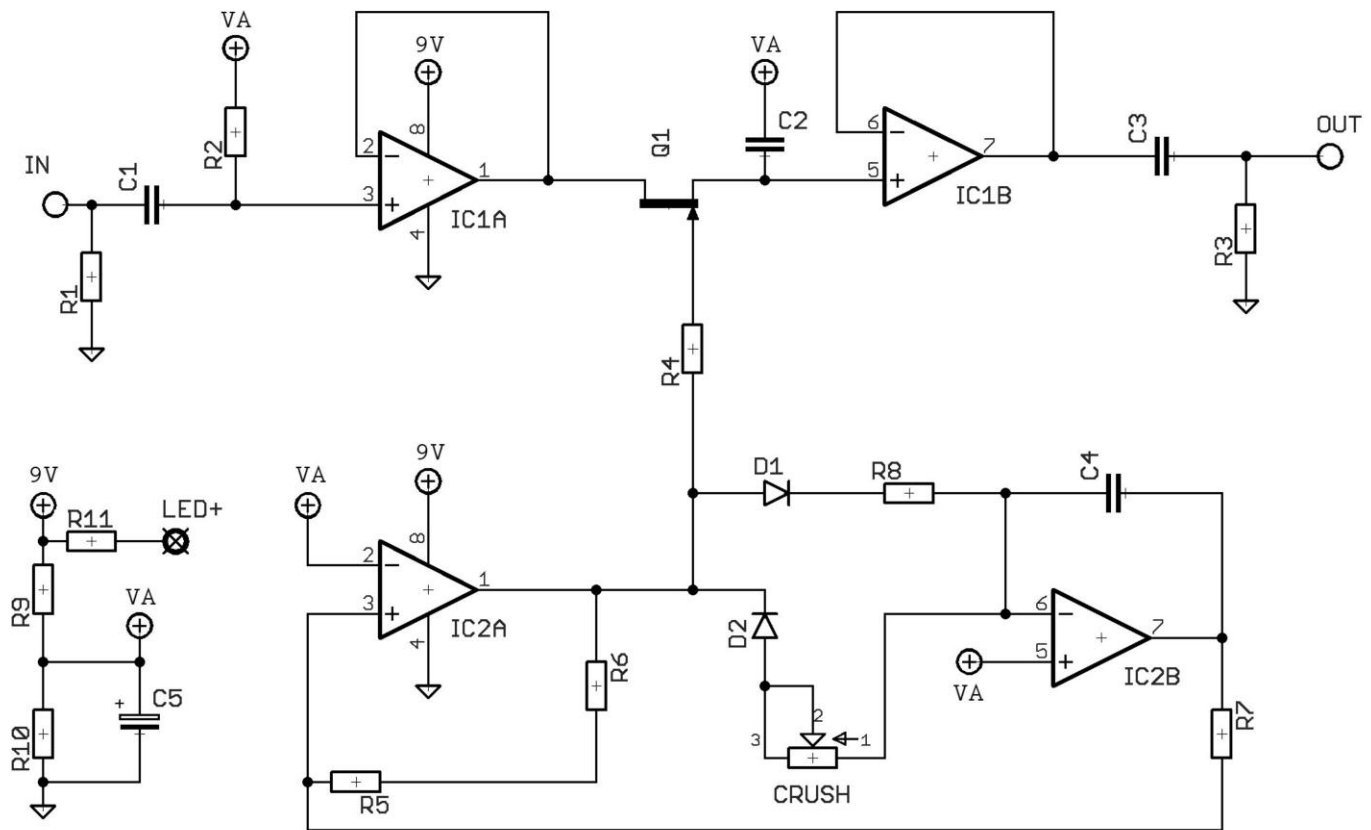 VA
9V
VA
IN
C1
R2
R1
2
8
3
1
4
IC1A
Q1
C2
6
7
5
IC1B
C3
OUT
R3
R4
9V
R11
LED+
R9
VA
R10
C5
+
VA
9V
2
8
3
1
4
IC2A
R6
R5
D1
R8
C4
D2
2
3
1
CRUSH
6
7
5
VA
IC2B
R7